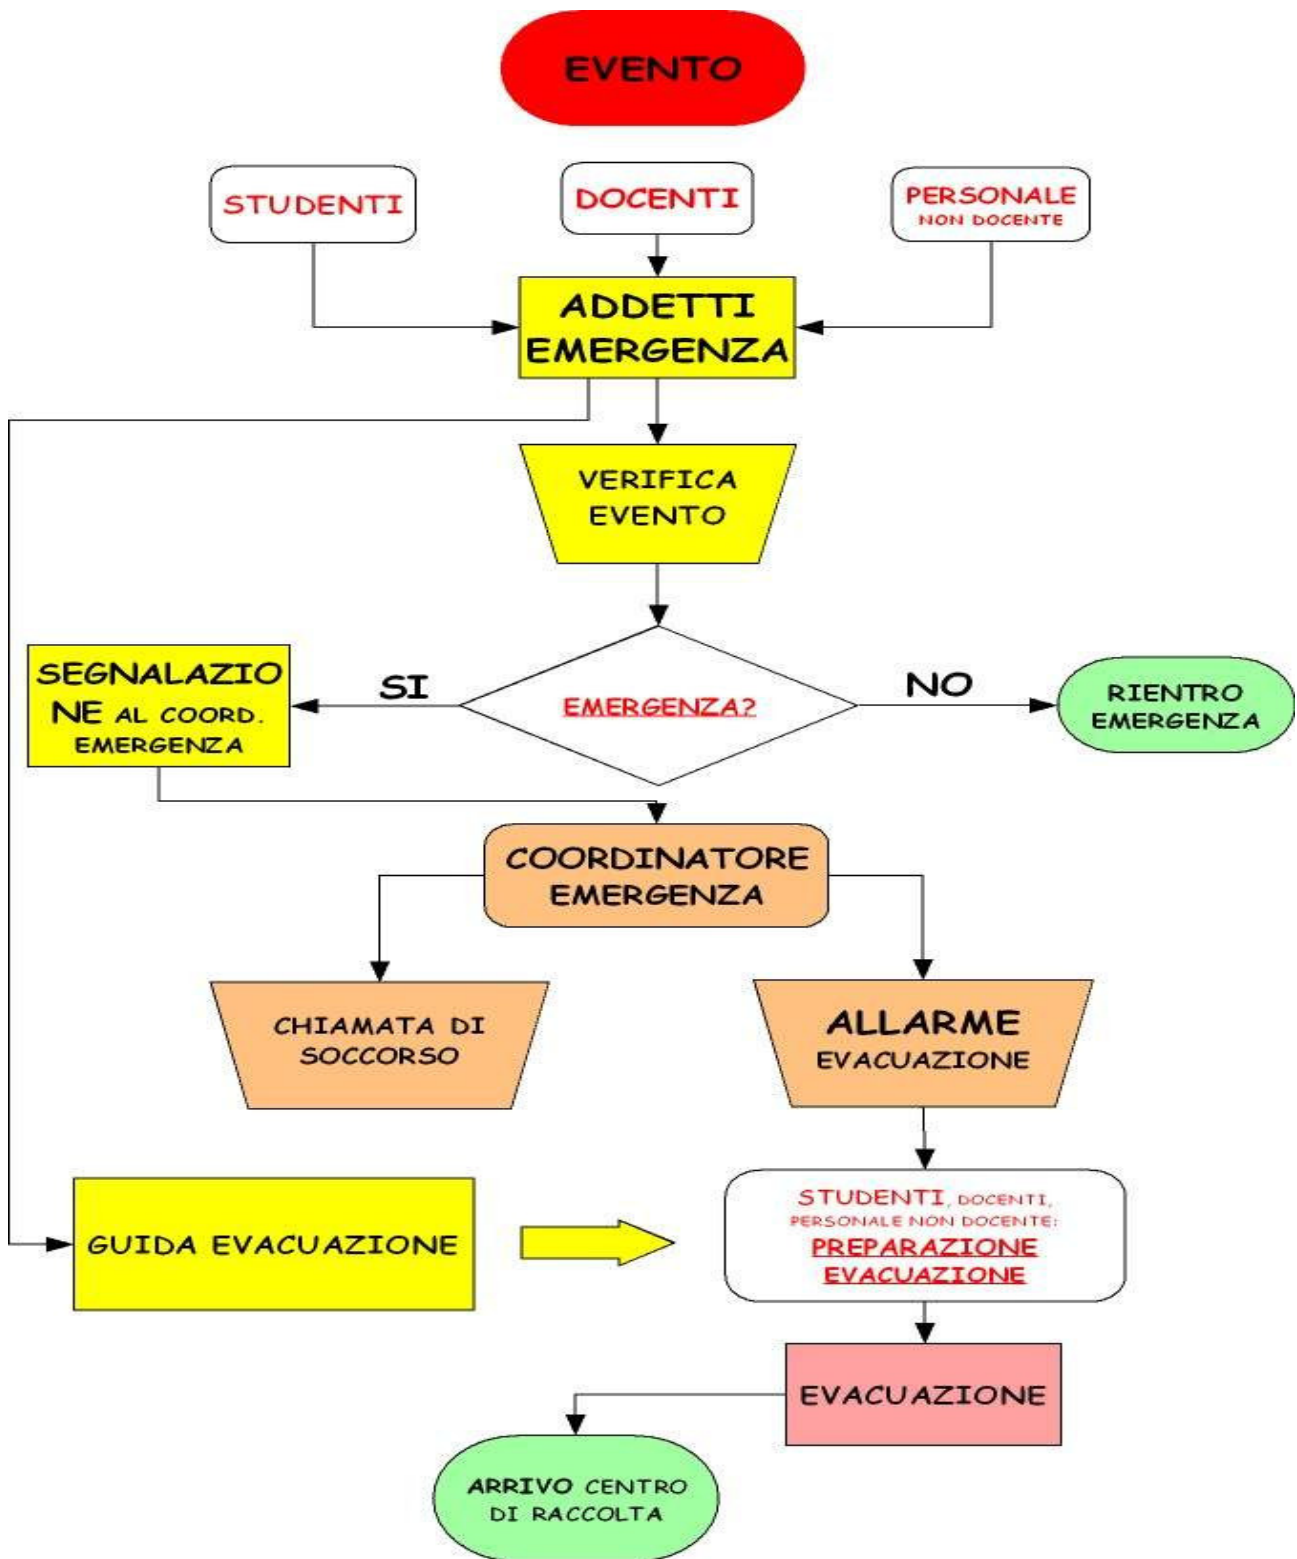 EVENTO
STUDENTI
DOCENTI
PERSONALE
NON DOCENTE
ADDETTI
EMERGENZA
VERIFICA
EVENTO
SEGNALAZIO
NE AL COORD.
EMERGENZA
SI
EMERGENZA?
NO
RIENTRO
EMERGENZA
COORDINATORE
EMERGENZA
CHIAMATA DI
SOCCORSO
ALLARME
EVACUAZIONE
GUIDA EVACUAZIONE
STUDENTI, DOCENTI,
PERSONALE NON DOCENTE:
PREPARAZIONE
EVACUAZIONE
EVACUAZIONE
ARRIVO CENTRO
DI RACCOLTA